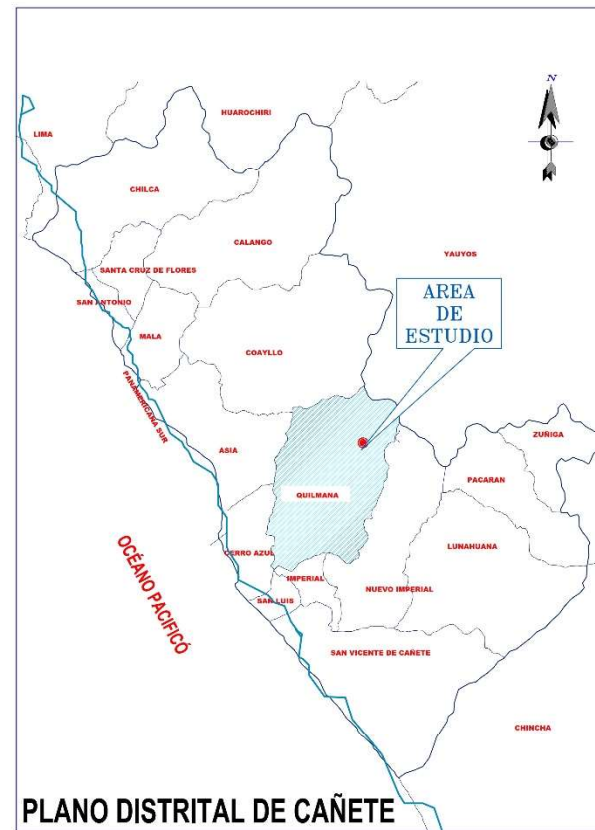 N
HUAROCHIRI
LIMA
CHILCA
CALANGO
YAUYOS
SANTA CRUZ DE FLORES
SAN ANTONIO
MALA
AREA
DE
ESTUDIO
COAYLLO
PANAMERICANA SUR
ASIA
ZUÑIGA
PACARAN
QUILMANA
LUNAHUANA
OCÉANO PACIFICÓ
CERRO AZUL
IMPERIAL
NUEVO IMPERIAL
SAN LUIS
SAN VICENTE DE CAÑETE
CHINCHA
PLANO DISTRITAL DE CAÑETE